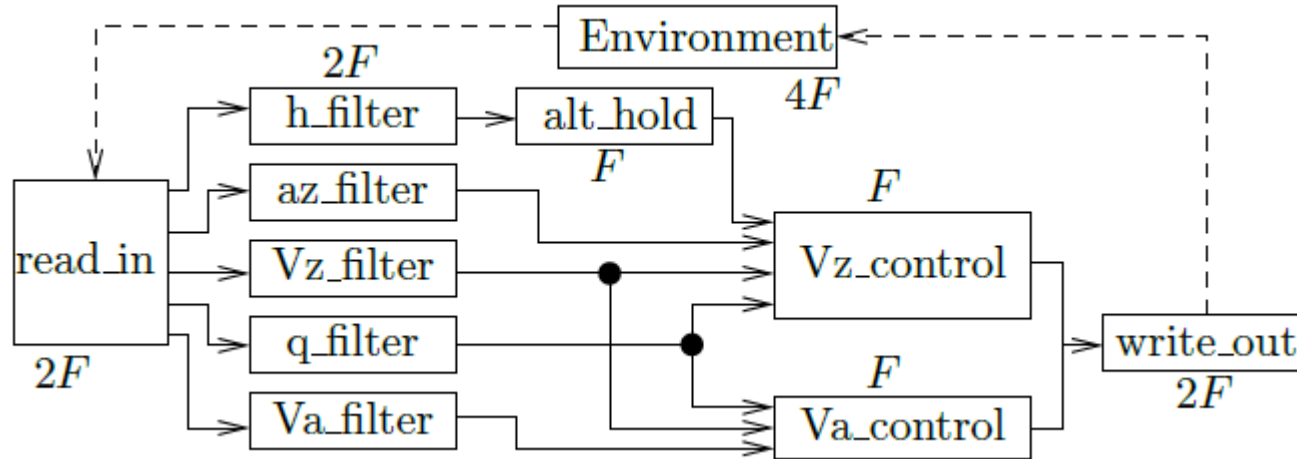 Environment
4F
2F
h_filter
alt_hold
F
az_filter
F
read_in
Vz_filter
Vz_control
2F
q_filter
write_out
2F
F
Va_filter
Va_control